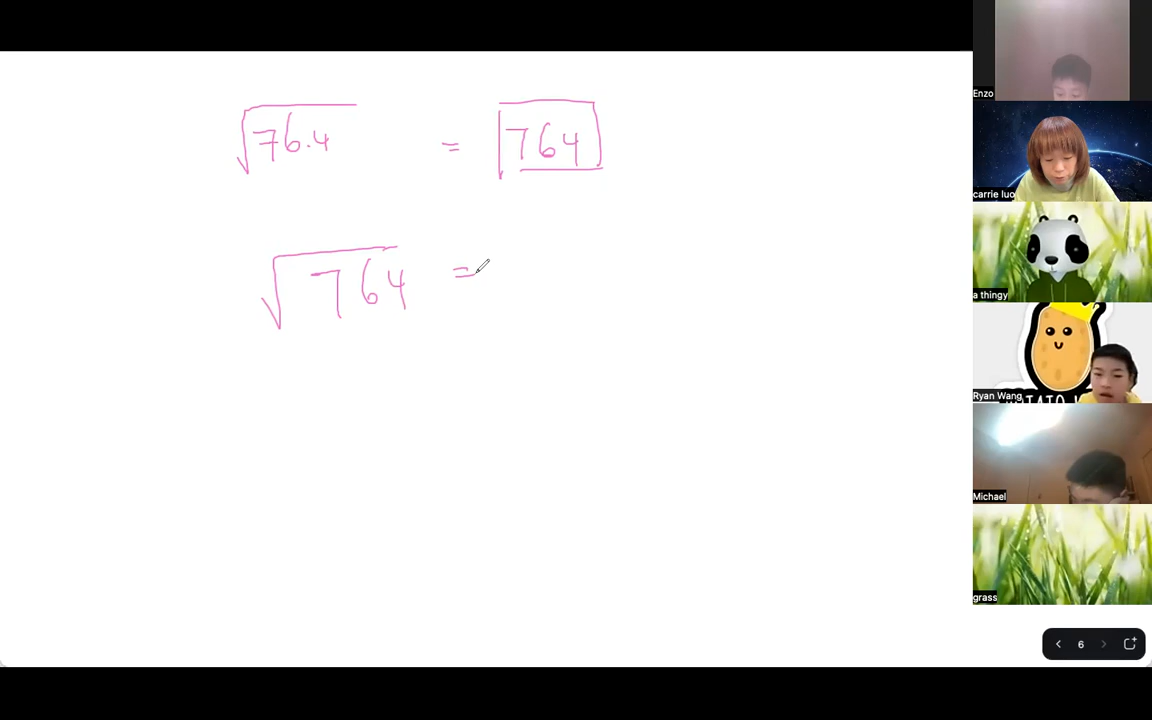 √76.4 = 764
√764 =
Enzo
carrie luo
a thingy
Ryan Wang
Michael
grass
6